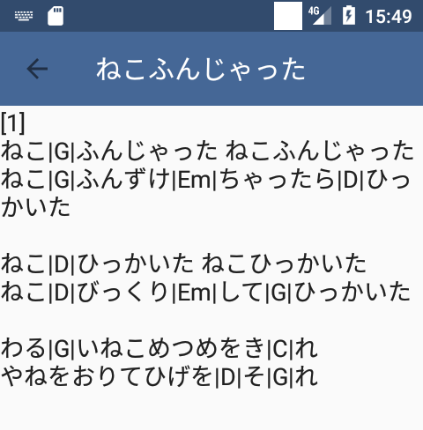 4G 15:49
ねこふんじゃった
[1]
ねこ|G|ふんじゃった ねこふんじゃった
ねこ|G|ふんずけ|Em|ちゃったら|D|ひっ
かいた
ねこ|D|ひっかいた ねこひっかいた
ねこ|D|びっくり|Em|して|G|ひっかいた
わる|G|いねこめつめをき|C|れ
やねをおりてひげを|D|そ|G|れ